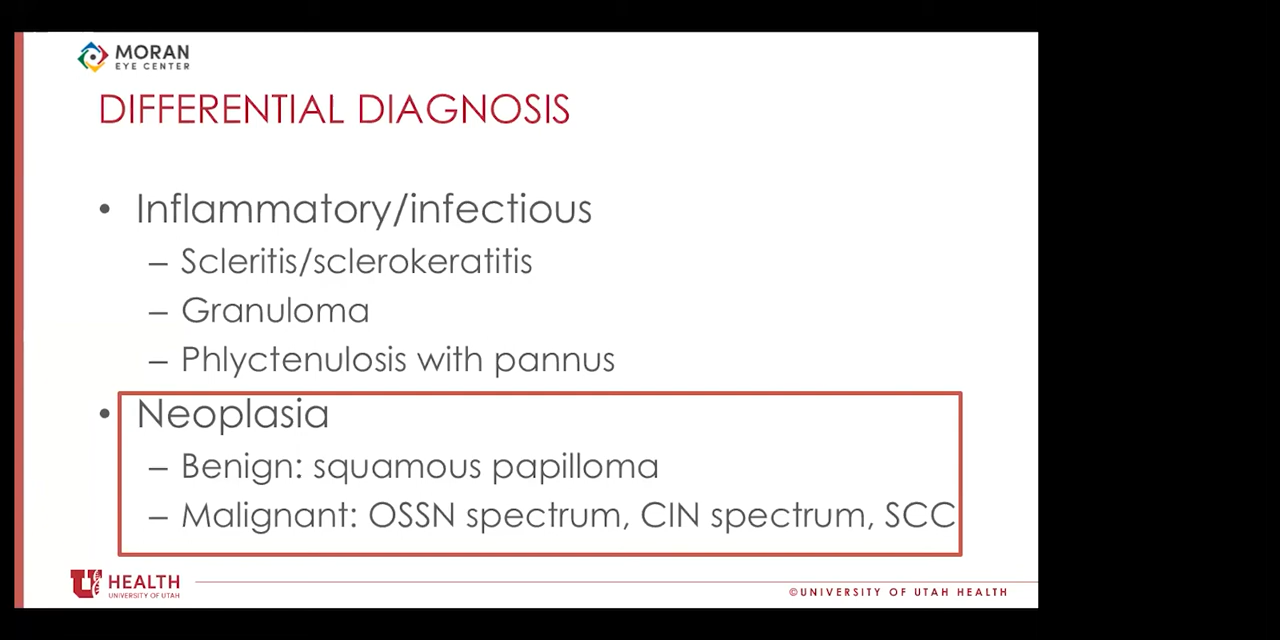 MORAN
EYE CENTER
DIFFERENTIAL DIAGNOSIS
• Inflammatory/infectious
– Scleritis/sclerokeratitis
– Granuloma
– Phlyctenulosis with pannus
• Neoplasia
– Benign: squamous papilloma
– Malignant: OSSN spectrum, CIN spectrum, SCC
U HEALTH
UNIVERSITY OF UTAH
©UNIVERSITY OF UTAH HEALTH